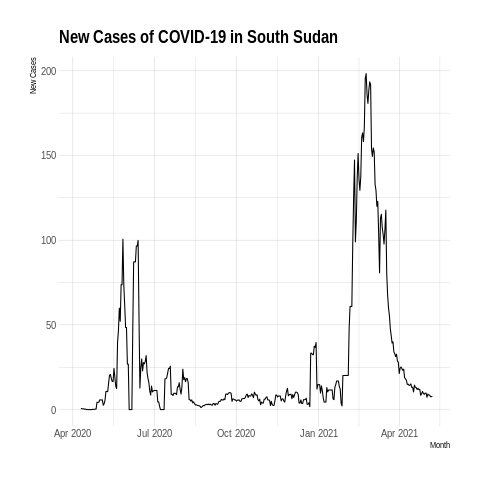 New Cases of COVID-19 in South Sudan
New Cases
200
150
100
50
0
Apr 2020 Jul 2020 Oct 2020 Jan 2021 Apr 2021
Month